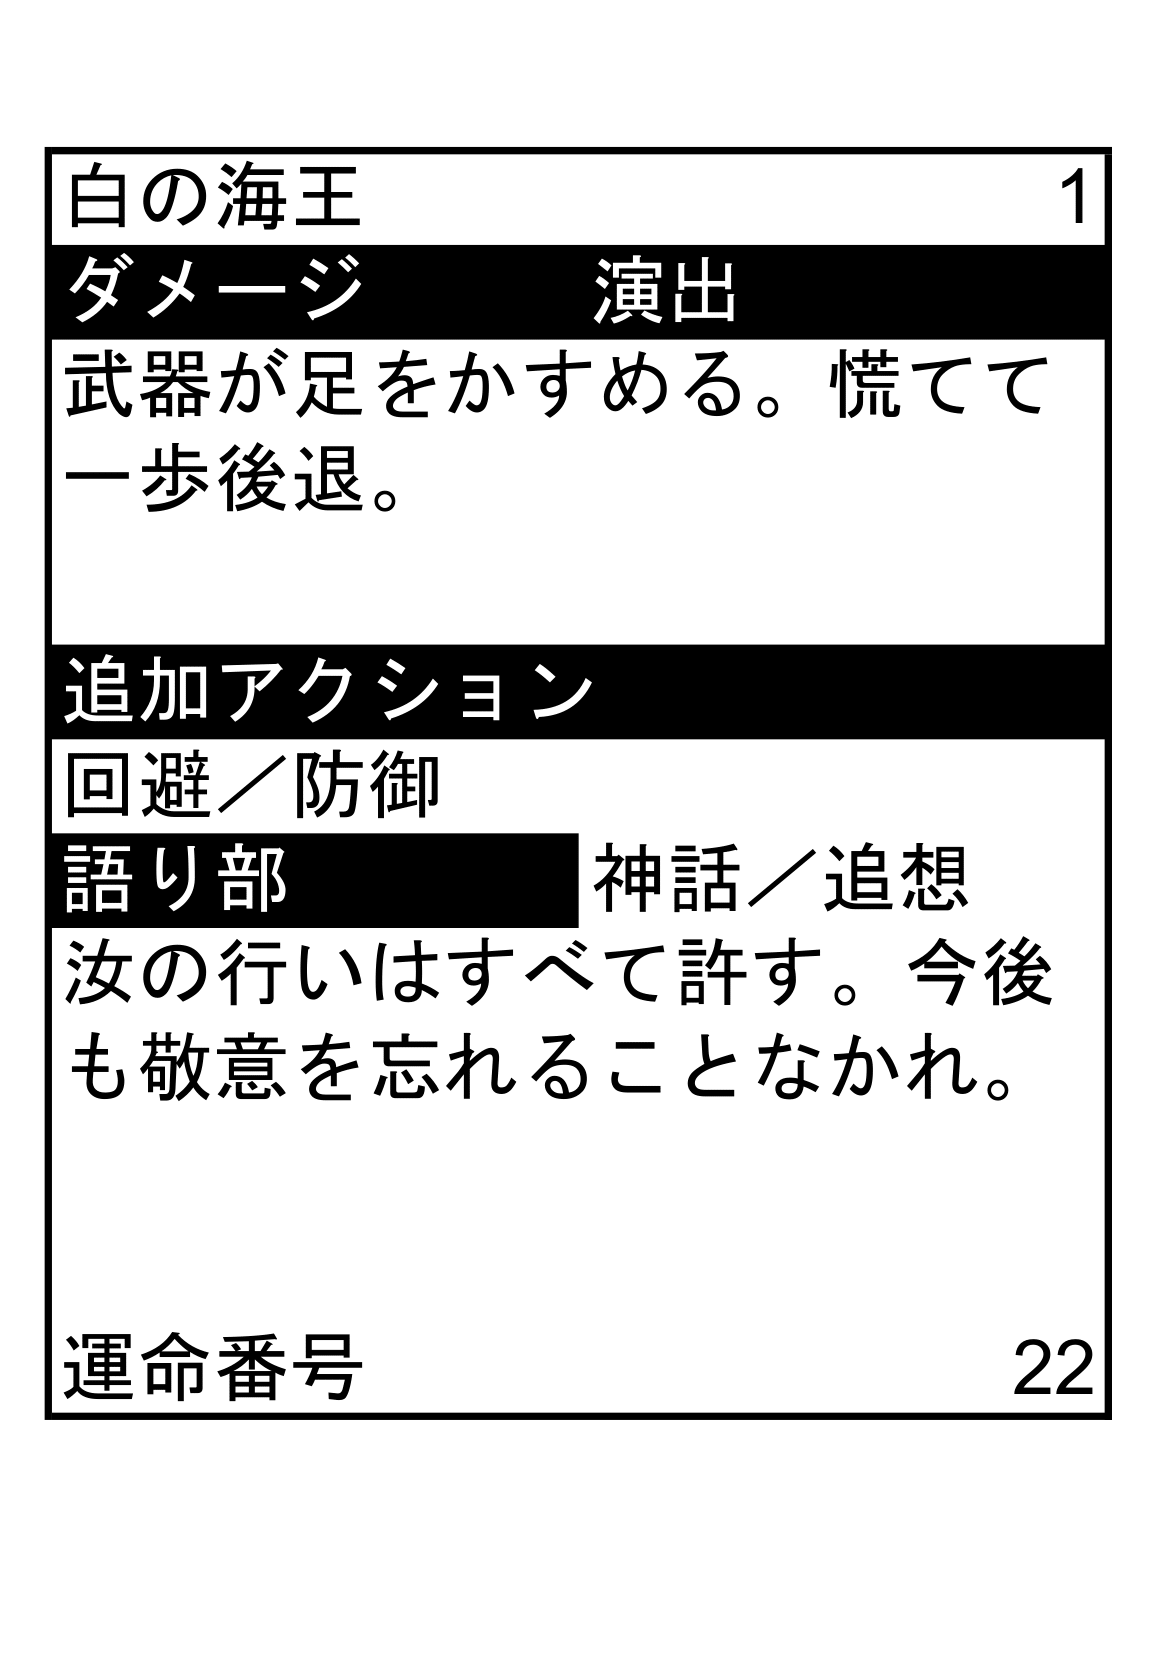 白の海王 1
ダメージ 演出
武器が足をかすめる。慌てて
一歩後退。
追加アクション
回避／防御
語り部 神話／追想
汝の行いはすべて許す。今後
も敬意を忘れることなかれ。
運命番号 22